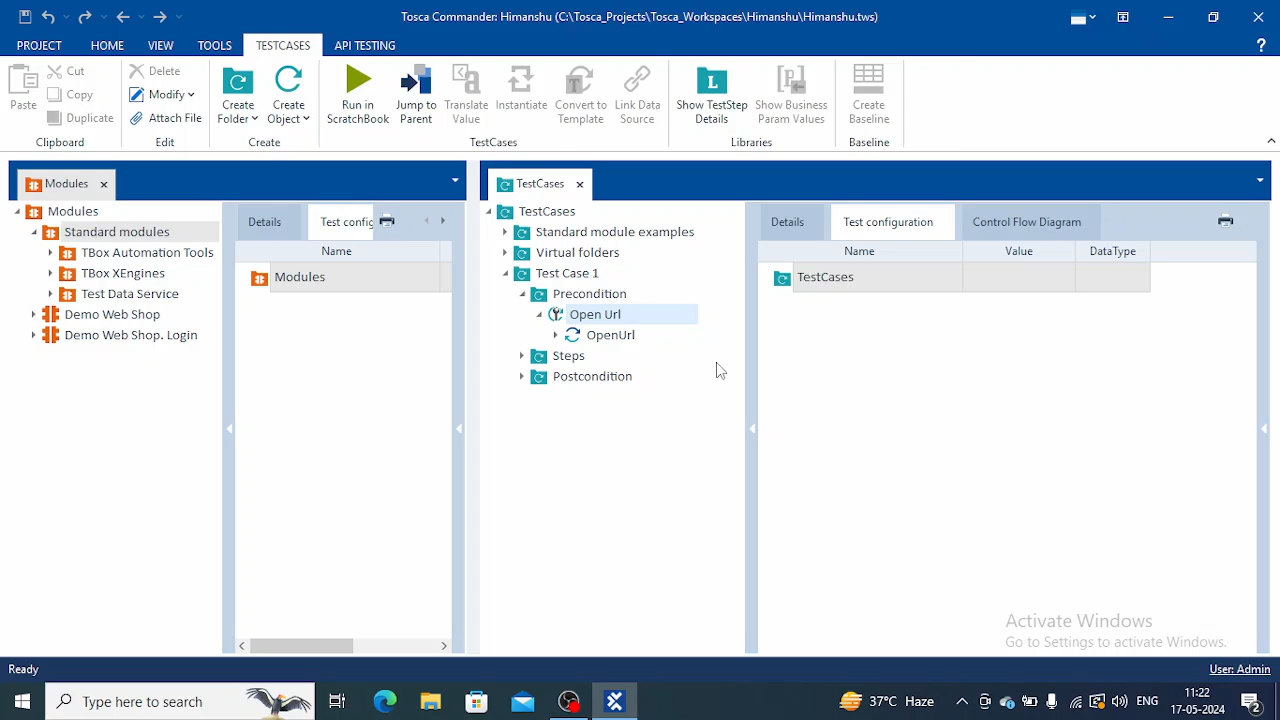 Tosca Commander: Himanshu (C:\Tosca_Projects\Tosca_Workspaces\Himanshu\Himanshu.tws)
PROJECT HOME VIEW TOOLS TESTCASES API TESTING ?
Paste Cut Copy Duplicate
Clipboard
Delete Modify Attach File
Edit
Create Folder Create Object
Create
Run in ScratchBook Jump to Parent Translate Value Instantiate Convert to Template Link Data Source
TestCases
Show TestStep Details Show Business Param Values
Libraries
Create Baseline
Baseline
Modules
Modules
Standard modules
TBox Automation Tools
TBox XEngines
Test Data Service
Demo Web Shop
Demo Web Shop. Login
Details Test config
Name
Modules
TestCases
TestCases
Standard module examples
Virtual folders
Test Case 1
Precondition
Open Url
OpenUrl
Steps
Postcondition
Details Test configuration Control Flow Diagram
Name Value DataType
TestCases
Activate Windows
Go to Settings to activate Windows.
Ready User: Admin
Type here to search
37°C Haze
ENG
11:22
17-05-2024
2